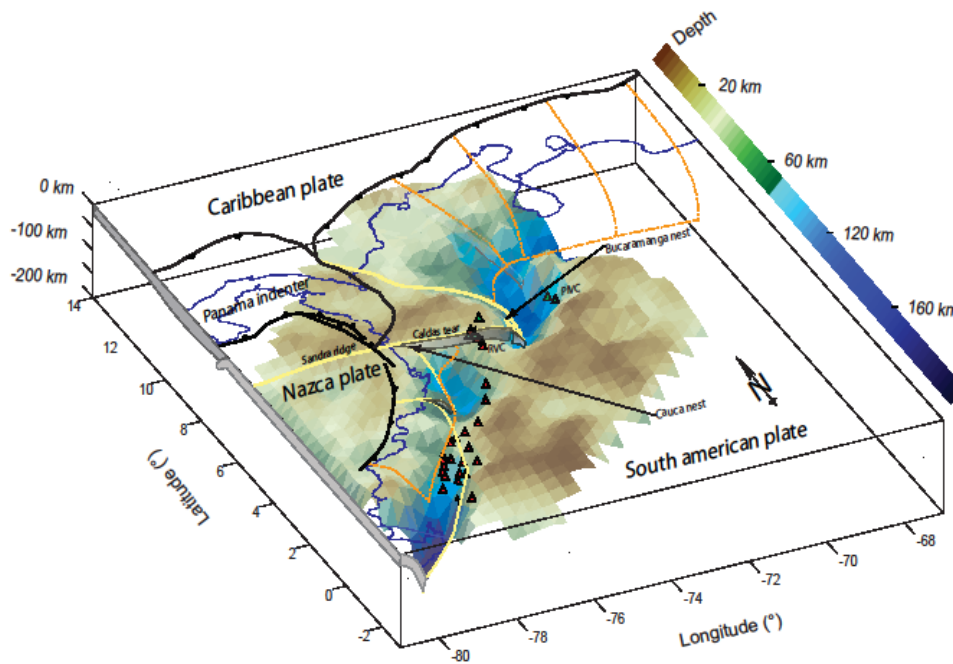 Depth
20 km
60 km
120 km
160 km
0 km
-100 km
-200 km
Caribbean plate
Bucaramanga nest
PIVC
Panama indenter
Caldas tear
RVC
Sandra ridge
Nazca plate
Cauca nest
N
South american plate
14
12
10
8
6
4
2
0
-2
Latitude (°)
-80
-78
-76
-74
-72
-70
-68
Longitude (°)